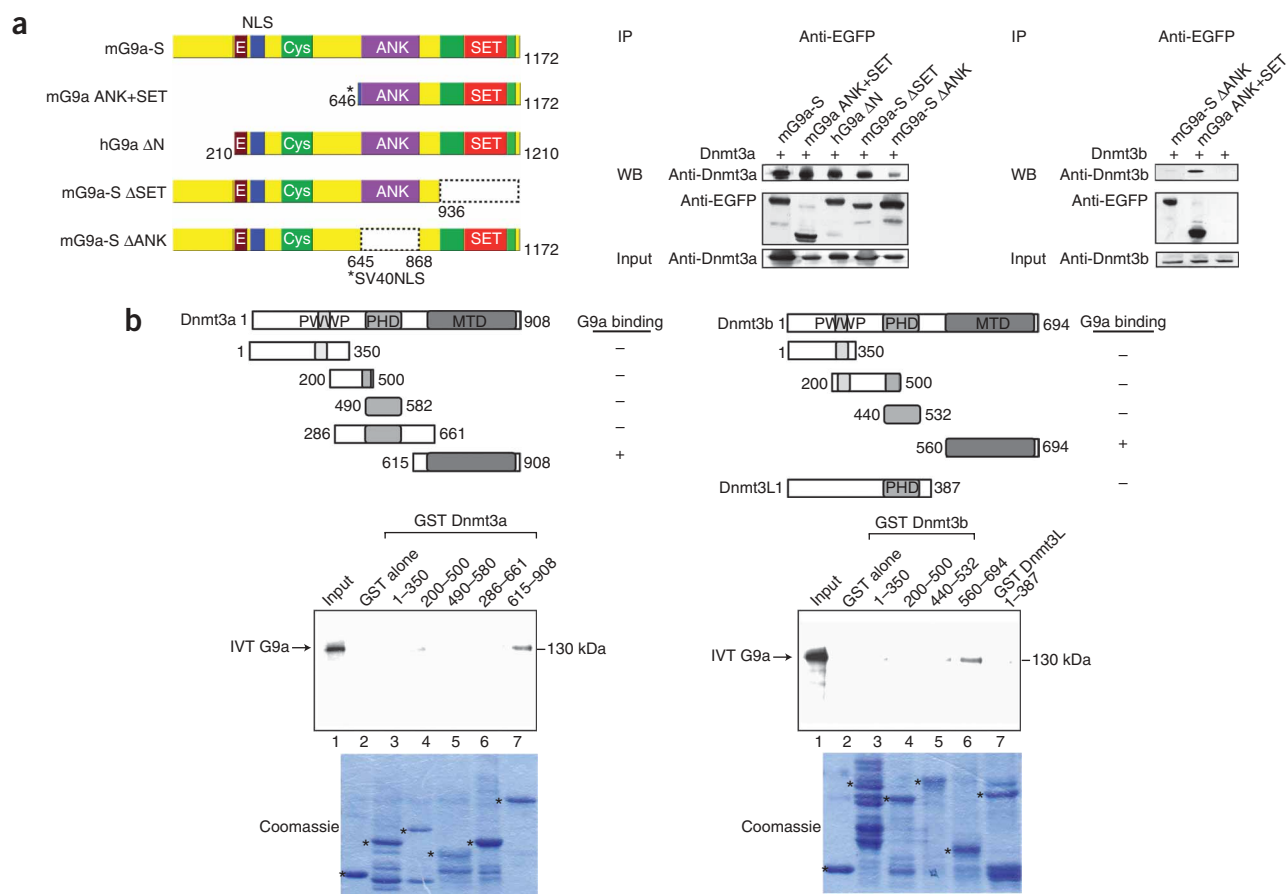 a
NLS
mG9a-S
E
Cys
ANK
SET
1172
mG9a ANK+SET
*
646
ANK
SET
1172
hG9a ΔN
210
E
Cys
ANK
SET
1210
mG9a-S ΔSET
E
Cys
ANK
936
mG9a-S ΔANK
E
Cys
SET
1172
645
868
*SV40NLS
IP
Anti-EGFP
mG9a-S
mG9a ANK+SET
hG9a ΔN
mG9a-S ΔSET
mG9a-S ΔANK
Dnmt3a + + + + +
WB
Anti-Dnmt3a
Anti-EGFP
Input
Anti-Dnmt3a
IP
Anti-EGFP
mG9a-S ΔANK
mG9a ANK+SET
Dnmt3b + + +
WB
Anti-Dnmt3b
Anti-EGFP
Input
Anti-Dnmt3b
b
Dnmt3a 1
PWWP
PHD
MTD
908
G9a binding
1
350
–
200
500
–
490
582
–
286
661
–
615
908
+
Dnmt3b 1
PWWP
PHD
MTD
694
G9a binding
1
350
–
200
500
–
440
532
–
560
694
+
Dnmt3L1
PHD
387
–
GST Dnmt3a
Input
GST alone
1–350
200–500
490–580
286–661
615–908
IVT G9a
130 kDa
1 2 3 4 5 6 7
Coomassie
* * * * * *
GST Dnmt3b
Input
GST alone
1–350
200–500
440–532
560–694
GST Dnmt3L
1–387
IVT G9a
130 kDa
1 2 3 4 5 6 7
Coomassie
* * * * * *